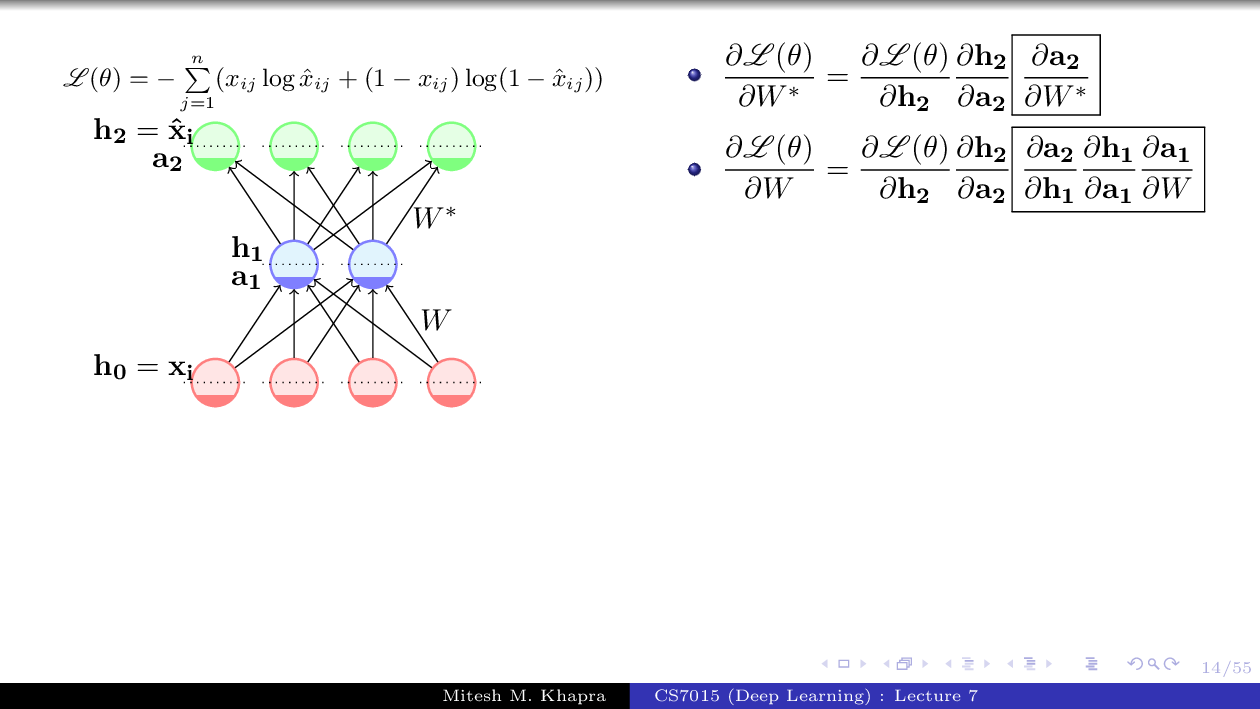 ℒ(θ) = − ∑_{j=1}^{n} (x_{ij} log x̂_{ij} + (1 − x_{ij}) log(1 − x̂_{ij}))
h₂ = x̂ᵢ
a₂
W*
h₁
a₁
W
h₀ = xᵢ
∂ℒ(θ)/∂W* = ∂ℒ(θ)/∂h₂ ∂h₂/∂a₂ ∂a₂/∂W*
∂ℒ(θ)/∂W = ∂ℒ(θ)/∂h₂ ∂h₂/∂a₂ ∂a₂/∂h₁ ∂h₁/∂a₁ ∂a₁/∂W
14/55
Mitesh M. Khapra CS7015 (Deep Learning) : Lecture 7